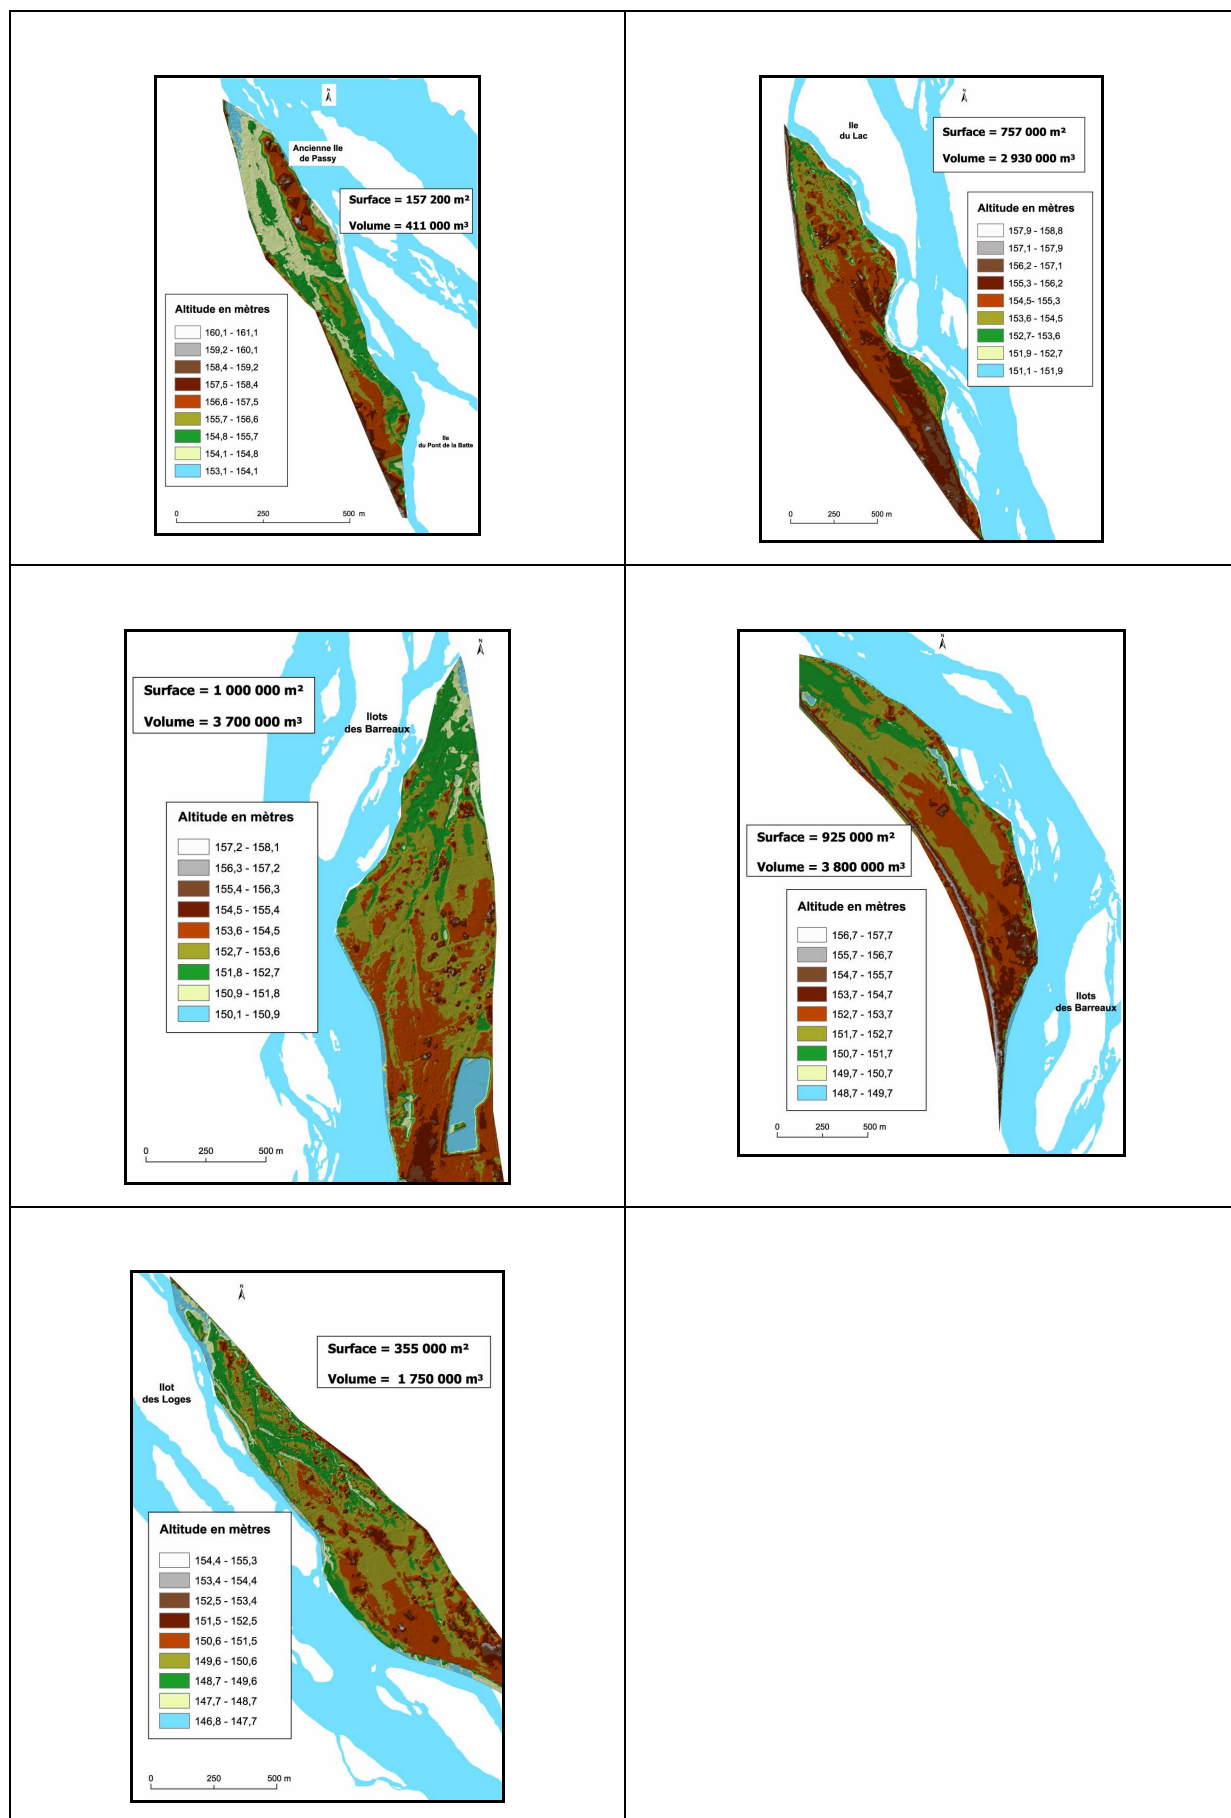 N
Ancienne Ile
de Passy
Surface = 157 200 m²
Volume = 411 000 m³
Altitude en mètres
160,1 - 161,1
159,2 - 160,1
158,4 - 159,2
157,5 - 158,4
156,6 - 157,5
155,7 - 156,6
154,8 - 155,7
154,1 - 154,8
153,1 - 154,1
Ile
du Pont de la Batte
0 250 500 m
N
Ile
du Lac
Surface = 757 000 m²
Volume = 2 930 000 m³
Altitude en mètres
157,9 - 158,8
157,1 - 157,9
156,2 - 157,1
155,3 - 156,2
154,5- 155,3
153,6 - 154,5
152,7- 153,6
151,9 - 152,7
151,1 - 151,9
0 250 500 m
N
Surface = 1 000 000 m²
Volume = 3 700 000 m³
Ilots
des Barreaux
Altitude en mètres
157,2 - 158,1
156,3 - 157,2
155,4 - 156,3
154,5 - 155,4
153,6 - 154,5
152,7 - 153,6
151,8 - 152,7
150,9 - 151,8
150,1 - 150,9
0 250 500 m
N
Surface = 925 000 m²
Volume = 3 800 000 m³
Altitude en mètres
156,7 - 157,7
155,7 - 156,7
154,7 - 155,7
153,7 - 154,7
152,7 - 153,7
151,7 - 152,7
150,7 - 151,7
149,7 - 150,7
148,7 - 149,7
Ilots
des Barreaux
0 250 500 m
N
Surface = 355 000 m²
Volume = 1 750 000 m³
Ilot
des Loges
Altitude en mètres
154,4 - 155,3
153,4 - 154,4
152,5 - 153,4
151,5 - 152,5
150,6 - 151,5
149,6 - 150,6
148,7 - 149,6
147,7 - 148,7
146,8 - 147,7
0 250 500 m